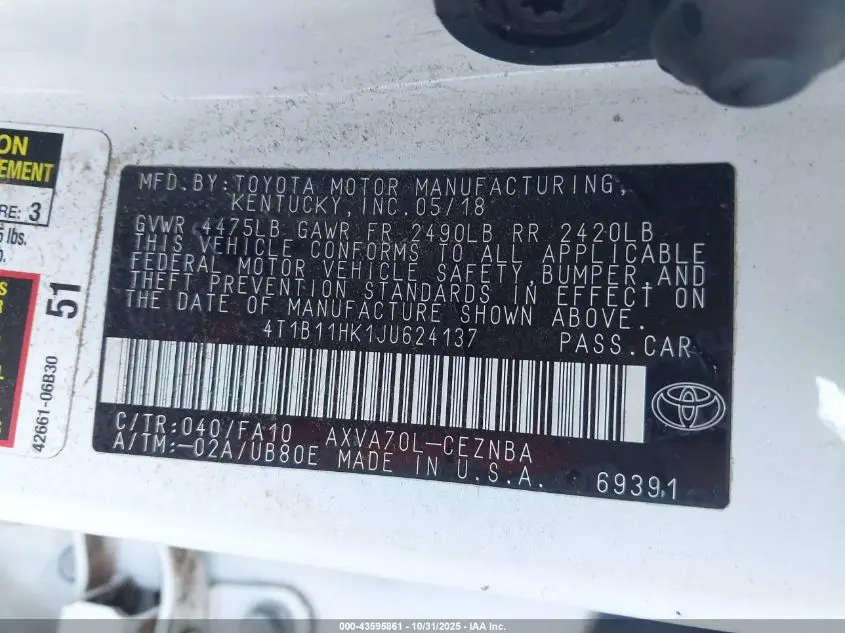 ON
EMENT
RE: 3
lbs.
51
42661-06B30
MFD.BY:TOYOTA MOTOR MANUFACTURING,
KENTUCKY,INC.05/18
GVWR 4475LB GAWR FR 2490LB RR 2420LB
THIS VEHICLE CONFORMS TO ALL APPLICABLE
FEDERAL MOTOR VEHICLE SAFETY,BUMPER,AND
THEFT PREVENTION STANDARDS IN EFFECT ON
THE DATE OF MANUFACTURE SHOWN ABOVE.
4T1B11HK1JU624137 PASS.CAR
C/TR:040/FA10 AXVA70L-CEZNBA
A/TM:-02A/UB80E MADE IN U.S.A. 69391
000-43595861 | 10/31/2025 - IAA Inc.